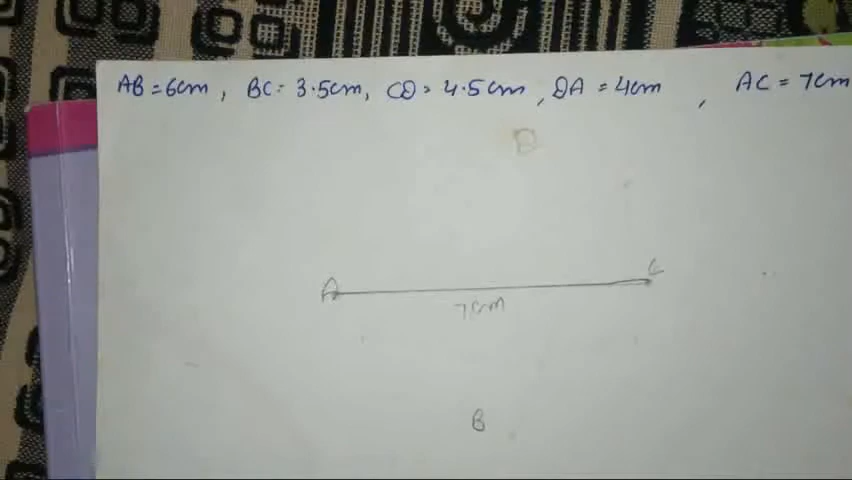 AB = 6cm, BC = 3.5cm, CD = 4.5cm, DA = 4cm, AC = 7cm
D
A C
7cm
B